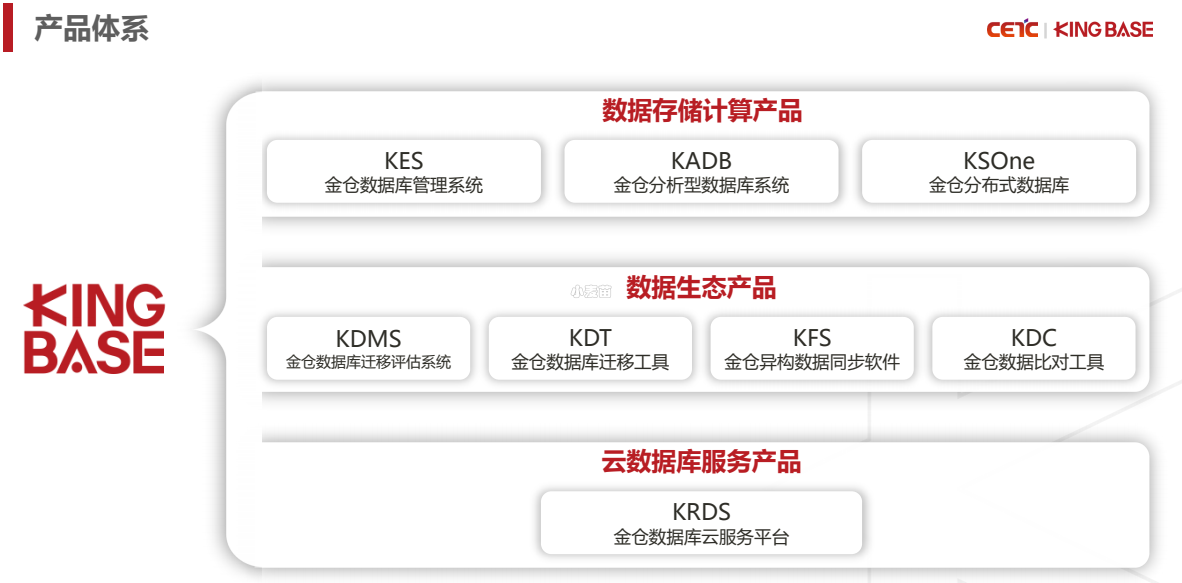 产品体系
CETC | KINGBASE
数据存储计算产品
KES
金仓数据库管理系统
KADB
金仓分析型数据库系统
KSOne
金仓分布式数据库
小麦苗
数据生态产品
KDMS
金仓数据库迁移评估系统
KDT
金仓数据库迁移工具
KFS
金仓异构数据同步软件
KDC
金仓数据比对工具
KING
BASE
云数据库服务产品
KRDS
金仓数据库云服务平台